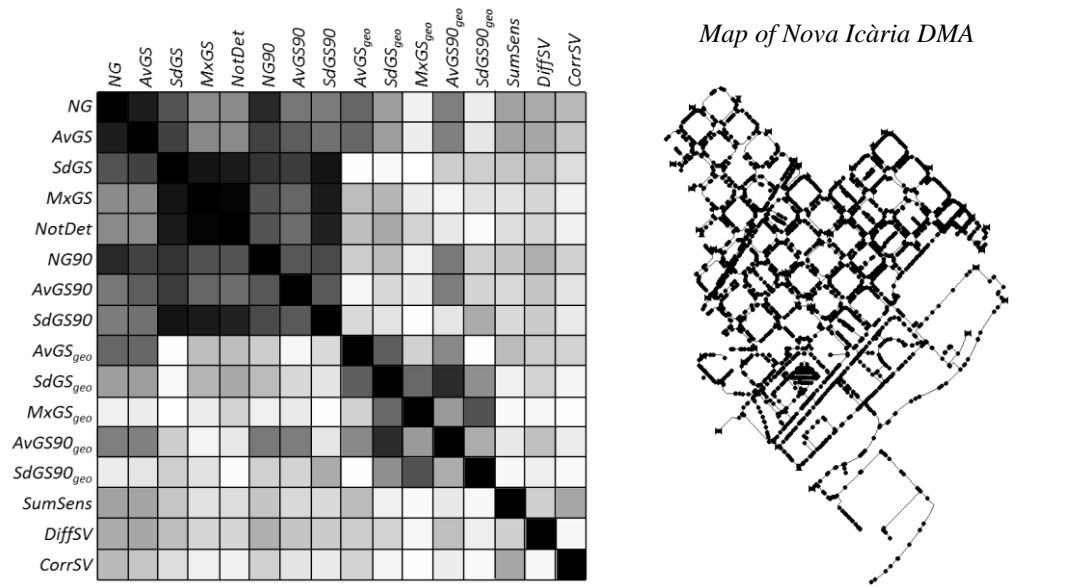 NG AvGS SdGS MxGS NotDet NG90 AvGS90 SdGS90 AvGSgeo SdGSgeo MxGSgeo AvGS90geo SdGS90geo SumSens DiffSV CorrSV
Map of Nova Icària DMA
NG
AvGS
SdGS
MxGS
NotDet
NG90
AvGS90
SdGS90
AvGSgeo
SdGSgeo
MxGSgeo
AvGS90geo
SdGS90geo
SumSens
DiffSV
CorrSV